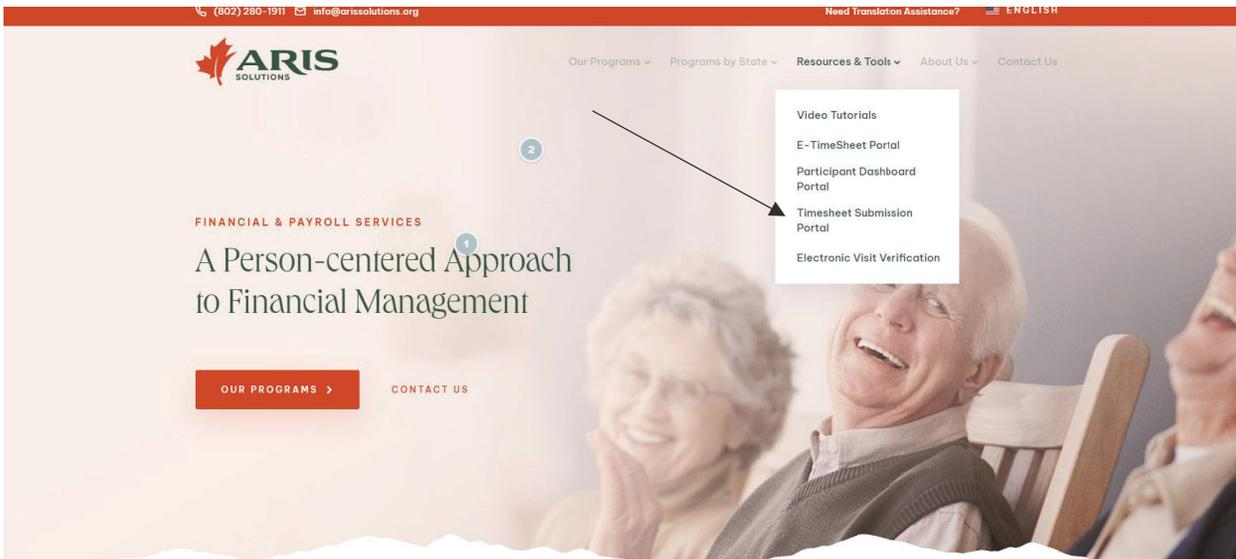 (802) 280-1911 info@arissolutions.org Need Translation Assistance? ENGLISH
ARIS
SOLUTIONS
Our Programs Programs by State Resources & Tools About Us Contact Us
Video Tutorials
E-TimeSheet Portal
Participant Dashboard
Portal
Timesheet Submission
Portal
Electronic Visit Verification
2
FINANCIAL & PAYROLL SERVICES
1
A Person-centered Approach
to Financial Management
OUR PROGRAMS CONTACT US